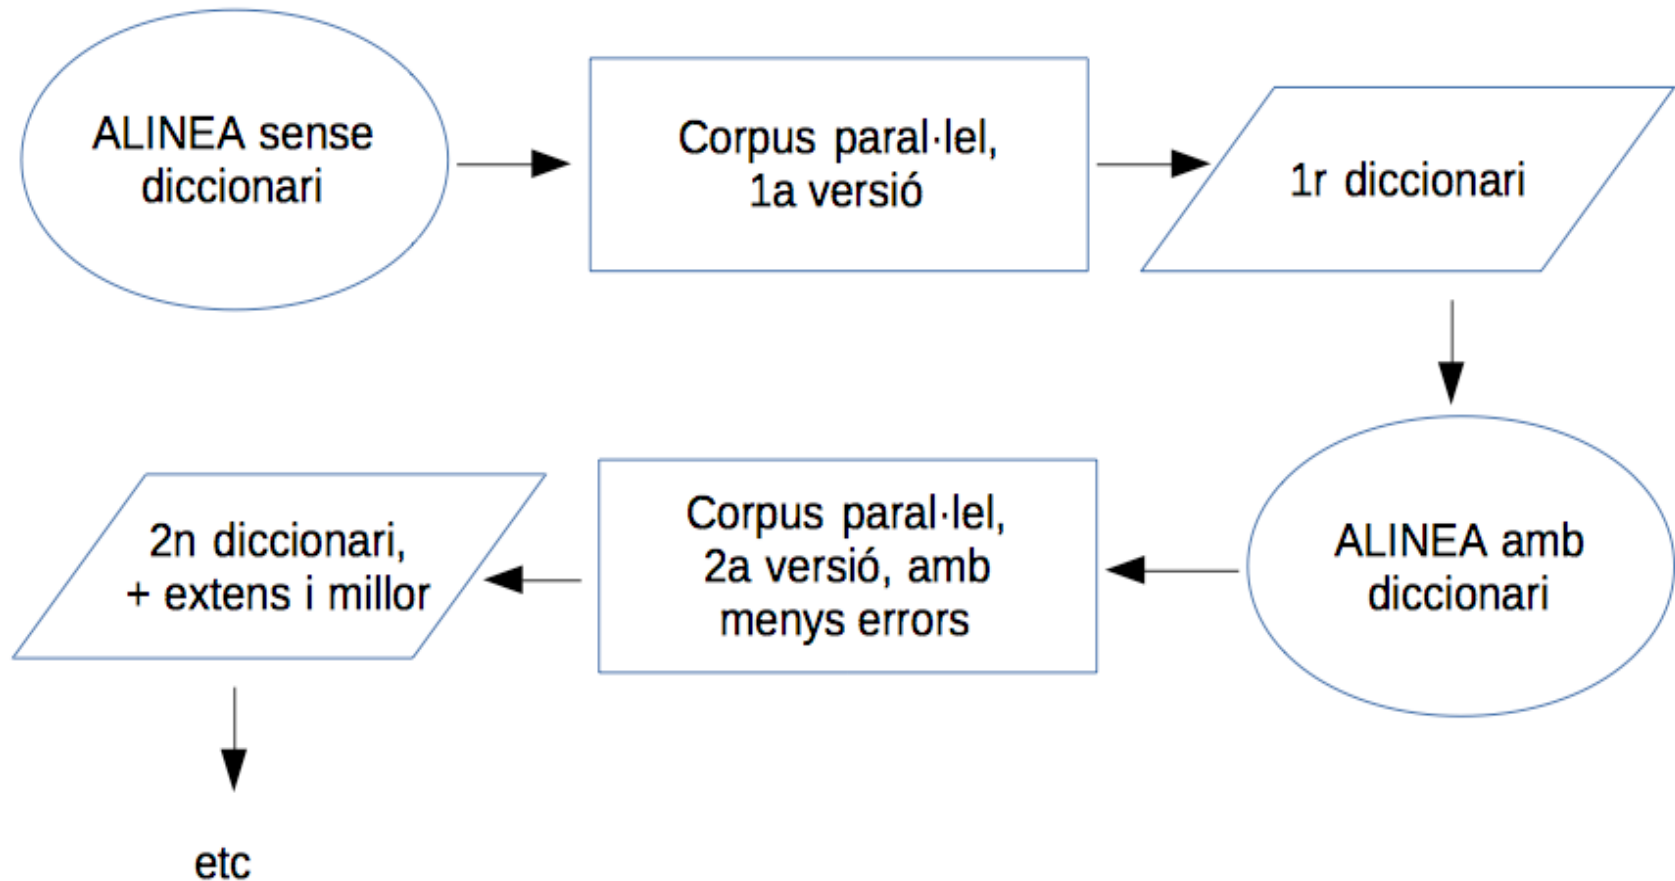 ALINEA sense
diccionari
Corpus paral·lel,
1a versió
1r diccionari
ALINEA amb
diccionari
Corpus paral·lel,
2a versió, amb
menys errors
2n diccionari,
+ extens i millor
etc